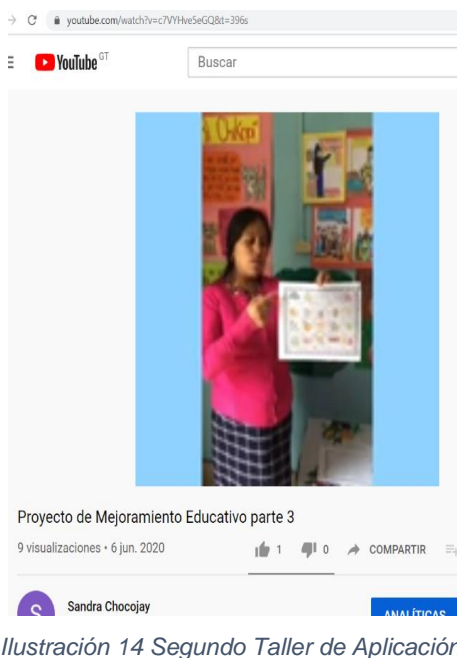 youtube.com/watch?v=c7VYHve5eGQ&t=396s
YouTube GT
Buscar
Proyecto de Mejoramiento Educativo parte 3
9 visualizaciones • 6 jun. 2020
1
0
COMPARTIR
S
Sandra Chocojay
ANALÍTICAS
Ilustración 14 Segundo Taller de Aplicación